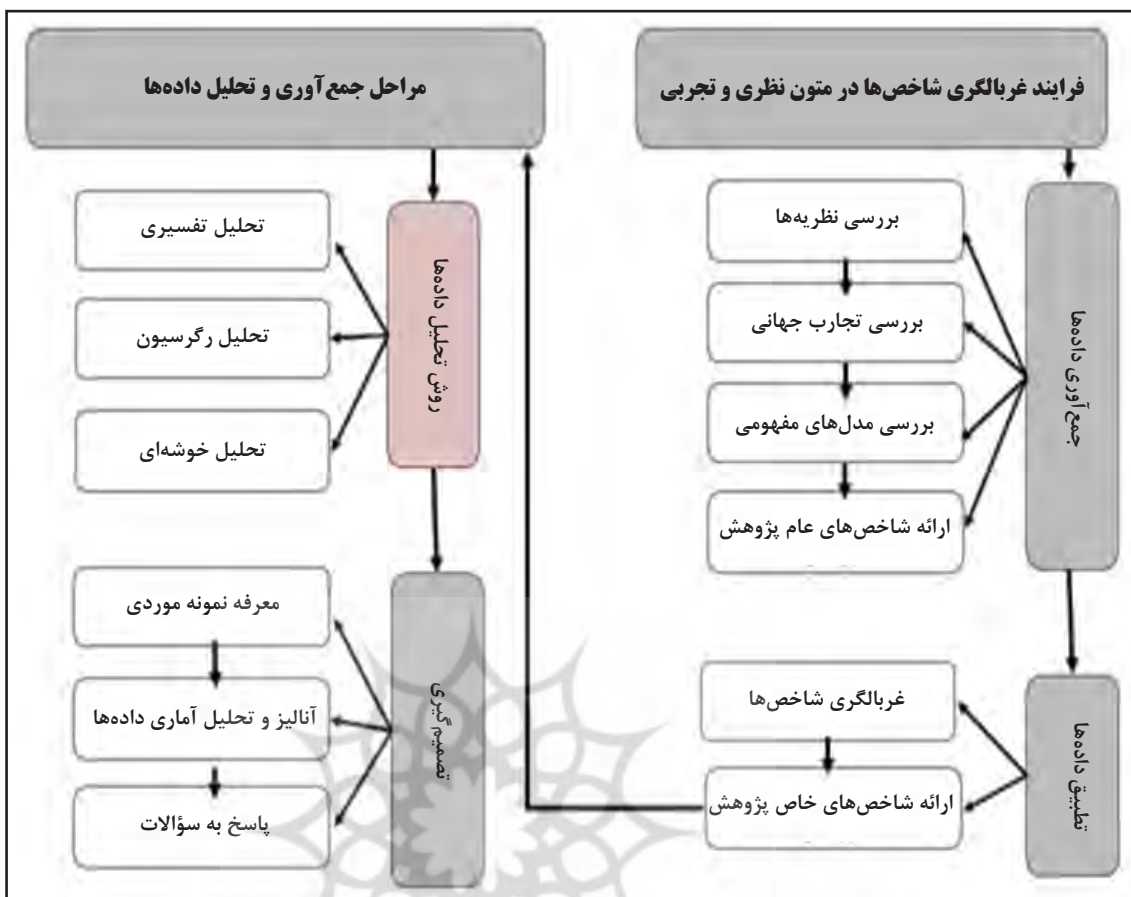 فرایند غربالگری شاخص‌ها در متون نظری و تجربی
جمع‌آوری داده‌ها
بررسی نظریه‌ها
بررسی تجارب جهانی
بررسی مدل‌های مفهومی
ارائه شاخص‌های عام پژوهش
تطبیق داده‌ها
غربالگری شاخص‌ها
ارائه شاخص‌های خاص پژوهش
مراحل جمع‌آوری و تحلیل داده‌ها
روش تحلیل داده‌ها
تحلیل تفسیری
تحلیل رگرسیون
تحلیل خوشه‌ای
تصمیم‌گیری
معرفه نمونه موردی
آنالیز و تحلیل آماری داده‌ها
پاسخ به سؤالات